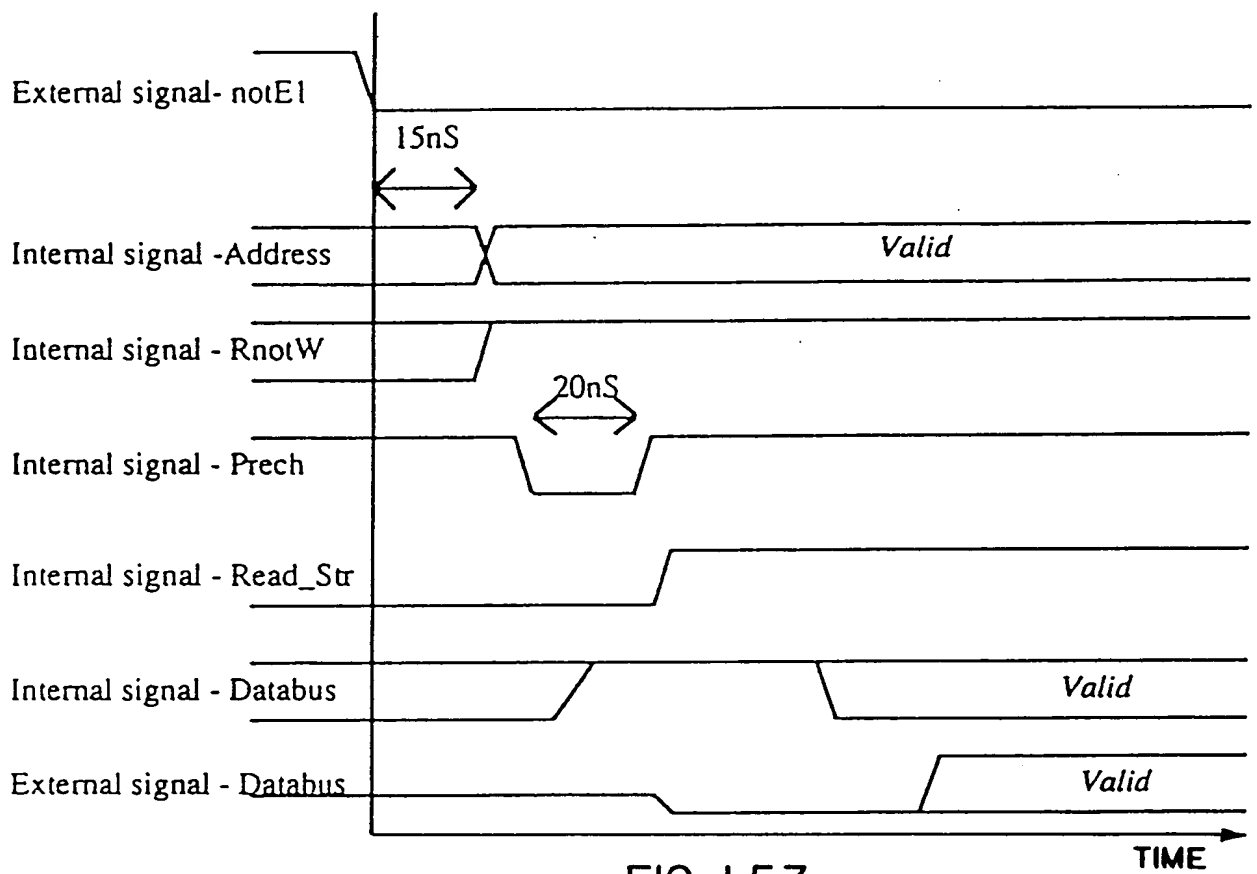 External signal- notE1
15nS
Internal signal -Address
Valid
Internal signal - RnotW
20nS
Internal signal - Prech
Internal signal - Read_Str
Internal signal - Databus
Valid
External signal - Databus
Valid
TIME